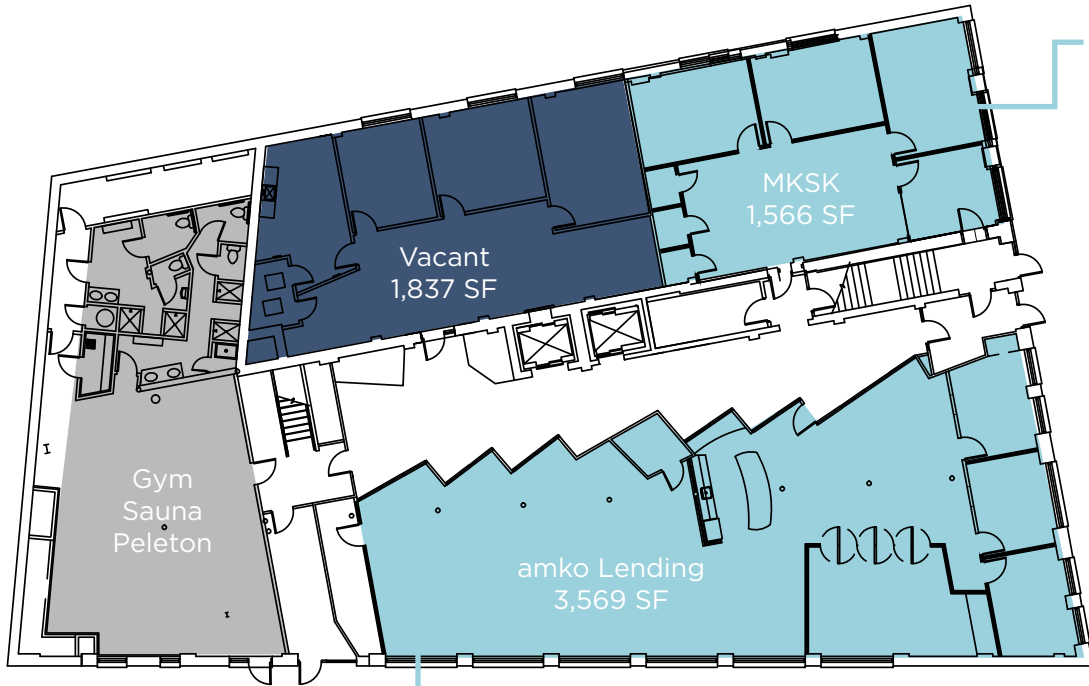 MKSK
1,566 SF
Vacant
1,837 SF
Gym
Sauna
Peleton
amko Lending
3,569 SF